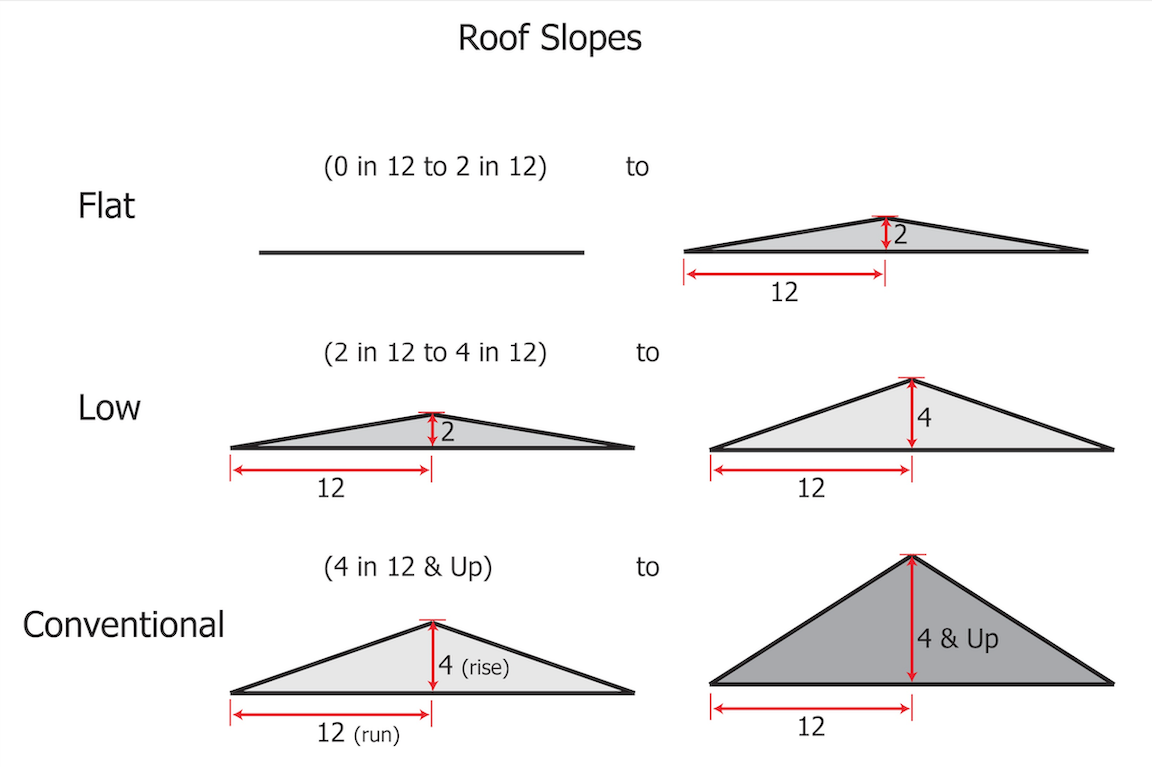 Roof Slopes
(0 in 12 to 2 in 12) to
Flat
2
12
(2 in 12 to 4 in 12) to
Low
2
4
12
12
(4 in 12 & Up) to
Conventional
4 (rise)
4 & Up
12 (run)
12